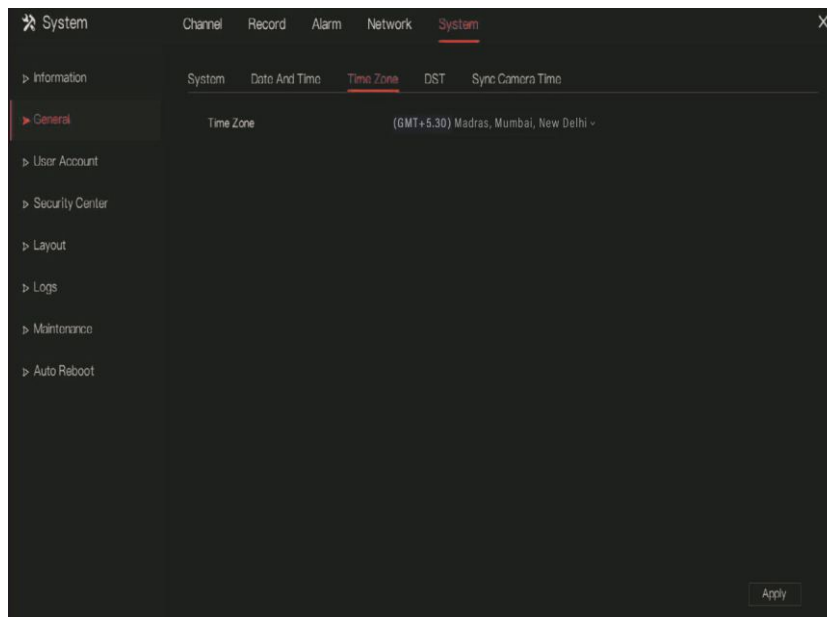 System
Channel Record Alarm Network System X
Information
System Date And Time Time Zone DST Sync Camera Time
General
Time Zone (GMT+5.30) Madras, Mumbai, New Delhi
User Account
Security Center
Layout
Logs
Maintenance
Auto Reboot
Apply